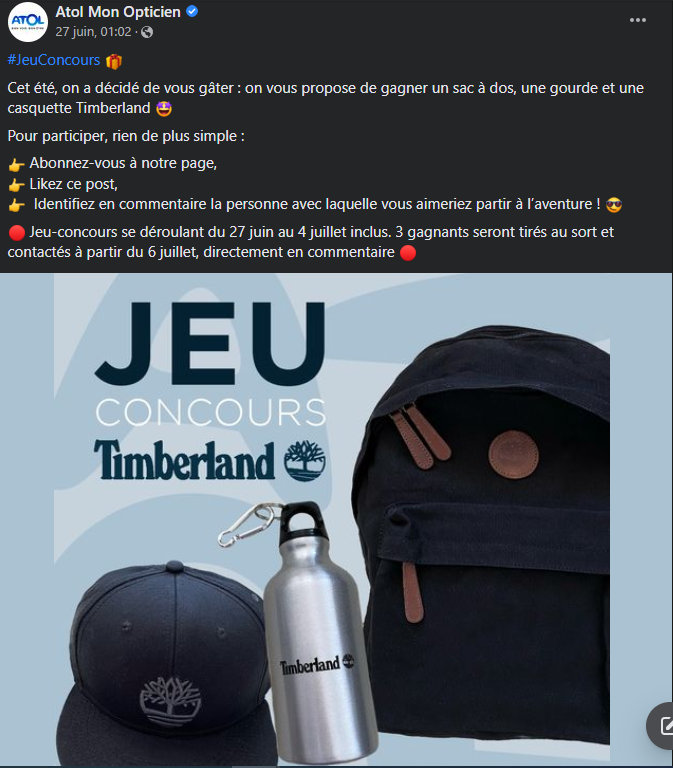 ATOL
Atol Mon Opticien
27 juin, 01:02 ·
#JeuConcours 🎁
Cet été, on a décidé de vous gâter : on vous propose de gagner un sac à dos, une gourde et une
casquette Timberland 🤩
Pour participer, rien de plus simple :
👉 Abonnez-vous à notre page,
👉 Likez ce post,
👉 Identifiez en commentaire la personne avec laquelle vous aimeriez partir à l’aventure ! 😎
🔴 Jeu-concours se déroulant du 27 juin au 4 juillet inclus. 3 gagnants seront tirés au sort et
contactés à partir du 6 juillet, directement en commentaire 🔴
JEU
CONCOURS
Timberland
Timberland